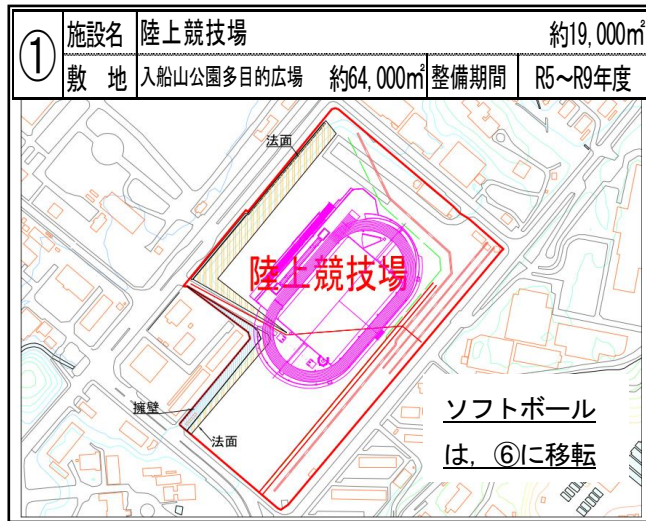 ① 施設名 陸上競技場 約19,000㎡
敷 地 入船山公園多目的広場 約64,000㎡ 整備期間 R5～R9年度
法面
陸上競技場
擁壁
法面
ソフトボール
は，⑥に移転